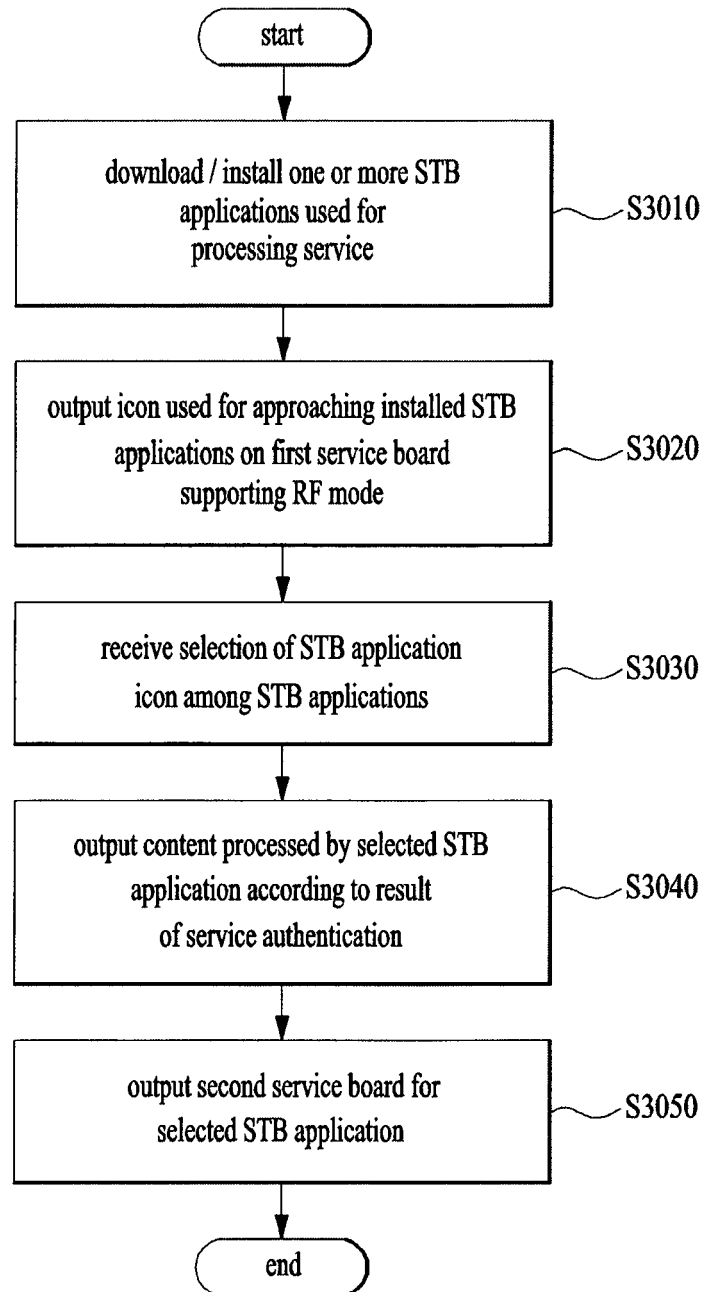 start
download / install one or more STB
applications used for
processing service
S3010
output icon used for approaching installed STB
applications on first service board
supporting RF mode
S3020
receive selection of STB application
icon among STB applications
S3030
output content processed by selected STB
application according to result
of service authentication
S3040
output second service board for
selected STB application
S3050
end